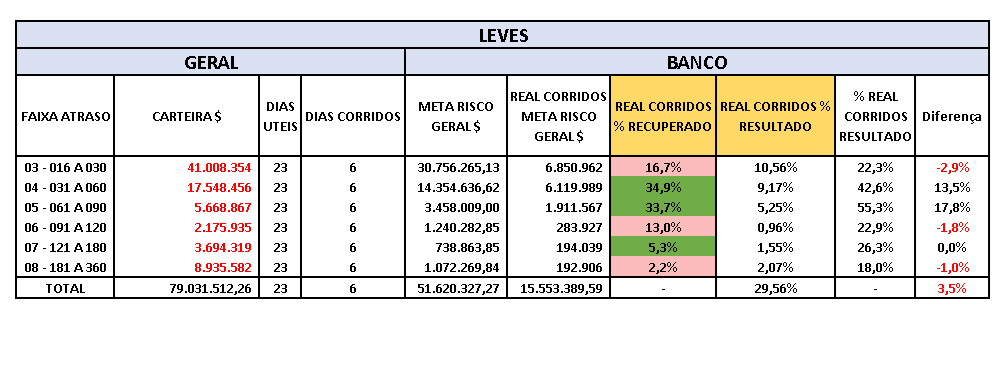 LEVES
GERAL BANCO
FAIXA ATRASO CARTEIRA $ DIAS UTEIS DIAS CORRIDOS META RISCO GERAL $ REAL CORRIDOS META RISCO GERAL $ REAL CORRIDOS % RECUPERADO REAL CORRIDOS % RESULTADO % REAL CORRIDOS RESULTADO Diferença
03 - 016 A 030 41.008.354 23 6 30.756.265,13 6.850.962 16,7% 10,56% 22,3% -2,9%
04 - 031 A 060 17.548.456 23 6 14.354.636,62 6.119.989 34,9% 9,17% 42,6% 13,5%
05 - 061 A 090 5.668.867 23 6 3.458.009,00 1.911.567 33,7% 5,25% 55,3% 17,8%
06 - 091 A 120 2.175.935 23 6 1.240.282,85 283.927 13,0% 0,96% 22,9% -1,8%
07 - 121 A 180 3.694.319 23 6 738.863,85 194.039 5,3% 1,55% 26,3% 0,0%
08 - 181 A 360 8.935.582 23 6 1.072.269,84 192.906 2,2% 2,07% 18,0% -1,0%
TOTAL 79.031.512,26 23 6 51.620.327,27 15.553.389,59 - 29,56% - 3,5%